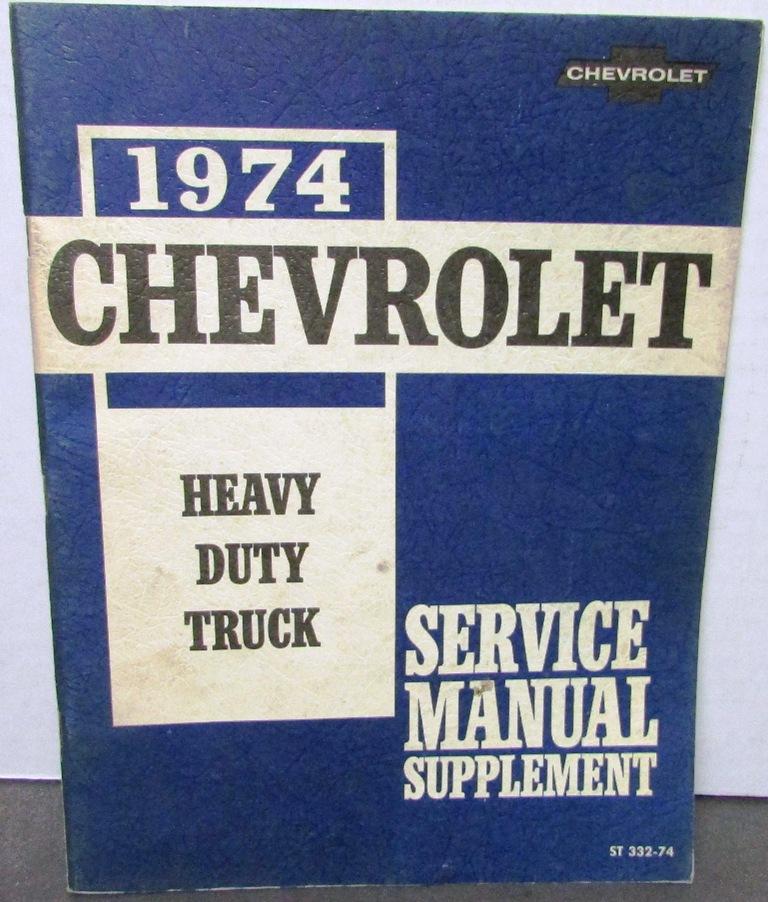 CHEVROLET
1974
CHEVROLET
HEAVY
DUTY
TRUCK
SERVICE
MANUAL
SUPPLEMENT
ST 332-74